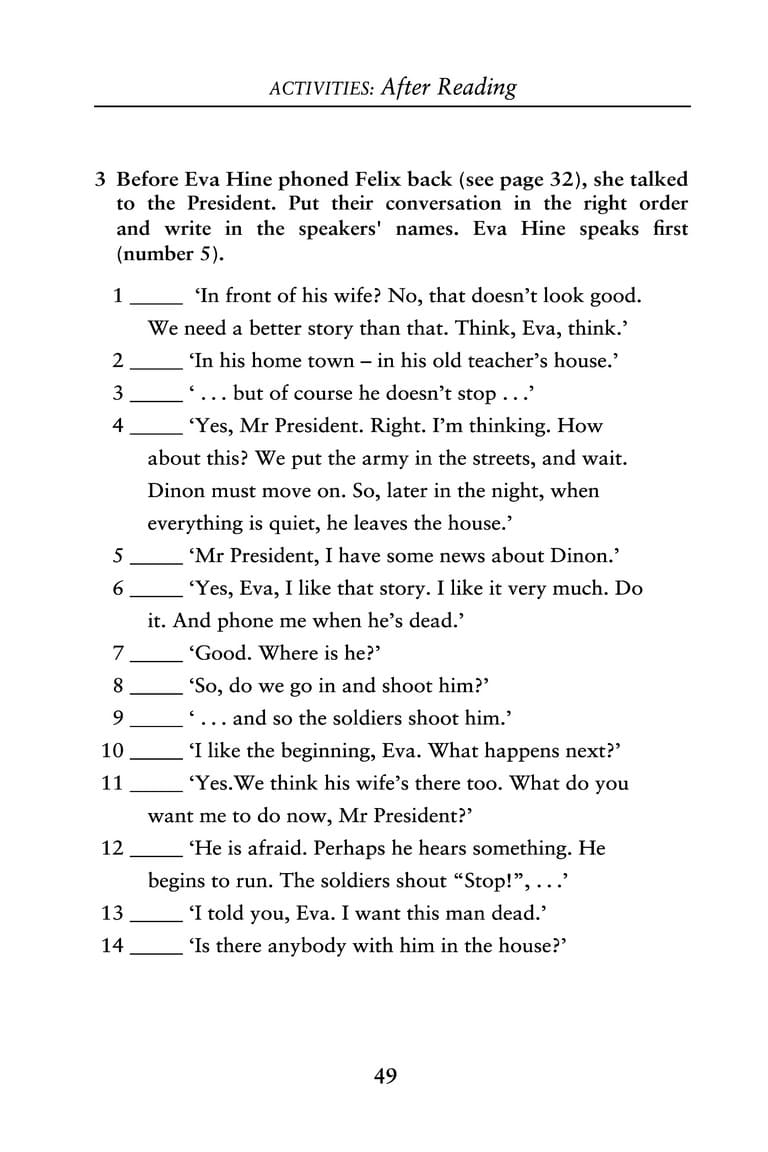 ACTIVITIES: After Reading
3 Before Eva Hine phoned Felix back (see page 32), she talked
to the President. Put their conversation in the right order
and write in the speakers' names. Eva Hine speaks first
(number 5).
1 _____ ‘In front of his wife? No, that doesn’t look good.
We need a better story than that. Think, Eva, think.’
2 _____ ‘In his home town – in his old teacher’s house.’
3 _____ ‘ . . . but of course he doesn’t stop . . .’
4 _____ ‘Yes, Mr President. Right. I’m thinking. How
about this? We put the army in the streets, and wait.
Dinon must move on. So, later in the night, when
everything is quiet, he leaves the house.’
5 _____ ‘Mr President, I have some news about Dinon.’
6 _____ ‘Yes, Eva, I like that story. I like it very much. Do
it. And phone me when he’s dead.’
7 _____ ‘Good. Where is he?’
8 _____ ‘So, do we go in and shoot him?’
9 _____ ‘ . . . and so the soldiers shoot him.’
10 _____ ‘I like the beginning, Eva. What happens next?’
11 _____ ‘Yes.We think his wife’s there too. What do you
want me to do now, Mr President?’
12 _____ ‘He is afraid. Perhaps he hears something. He
begins to run. The soldiers shout “Stop!”, . . .’
13 _____ ‘I told you, Eva. I want this man dead.’
14 _____ ‘Is there anybody with him in the house?’
49